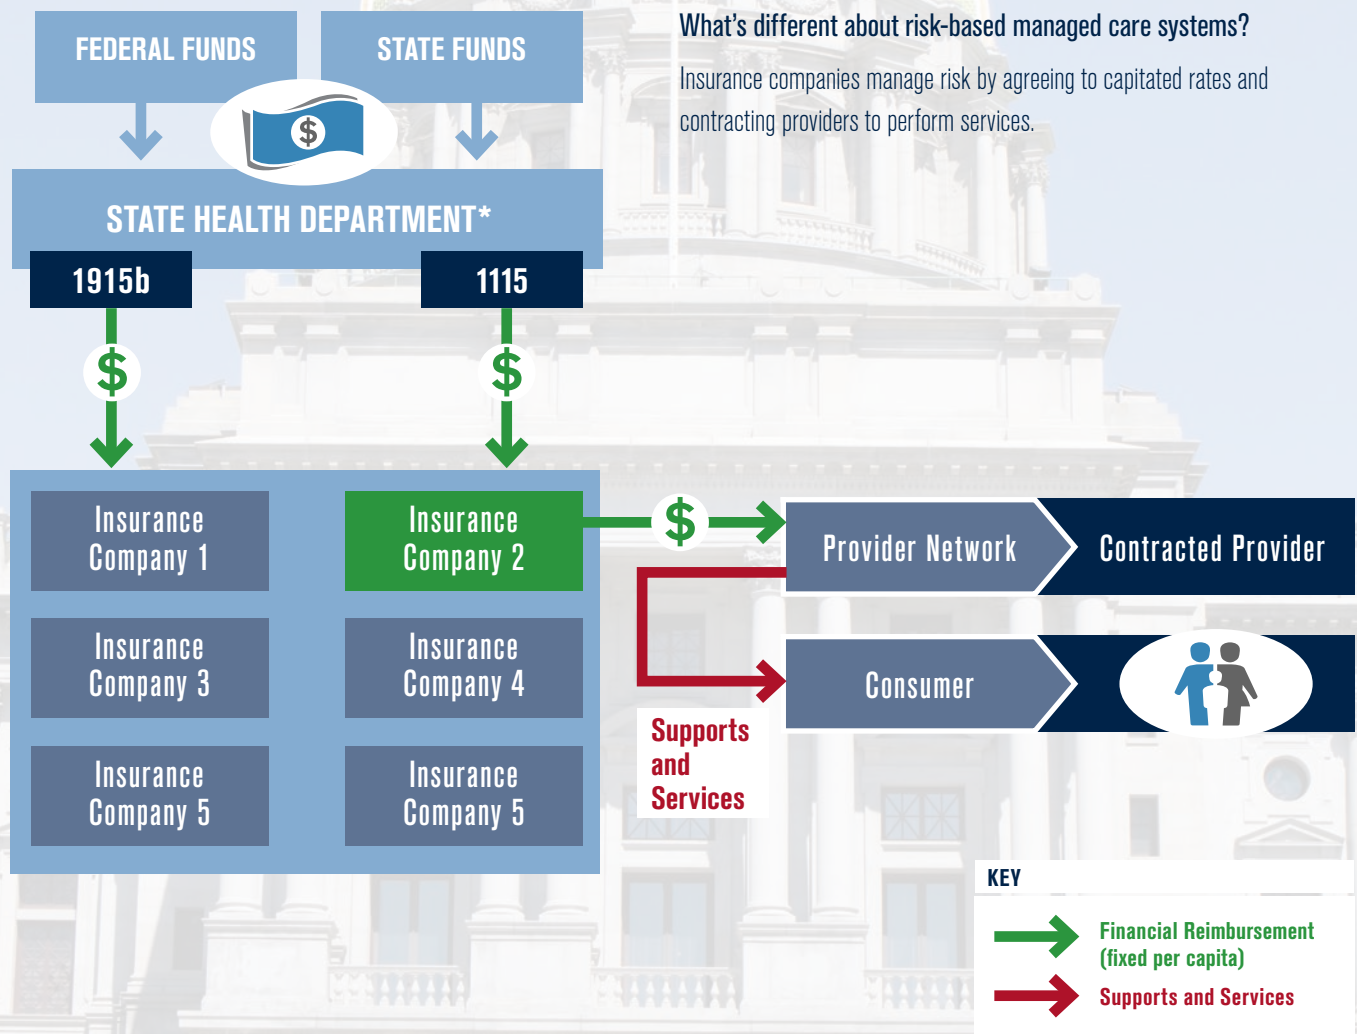 FEDERAL FUNDS
STATE FUNDS
$
What's different about risk-based managed care systems?
Insurance companies manage risk by agreeing to capitated rates and
contracting providers to perform services.
STATE HEALTH DEPARTMENT*
1915b
1115
$
$
Insurance
Company 1
Insurance
Company 2
$
Provider Network
Contracted Provider
Insurance
Company 3
Insurance
Company 4
Consumer
Supports
and
Services
Insurance
Company 5
Insurance
Company 5
KEY
Financial Reimbursement
(fixed per capita)
Supports and Services